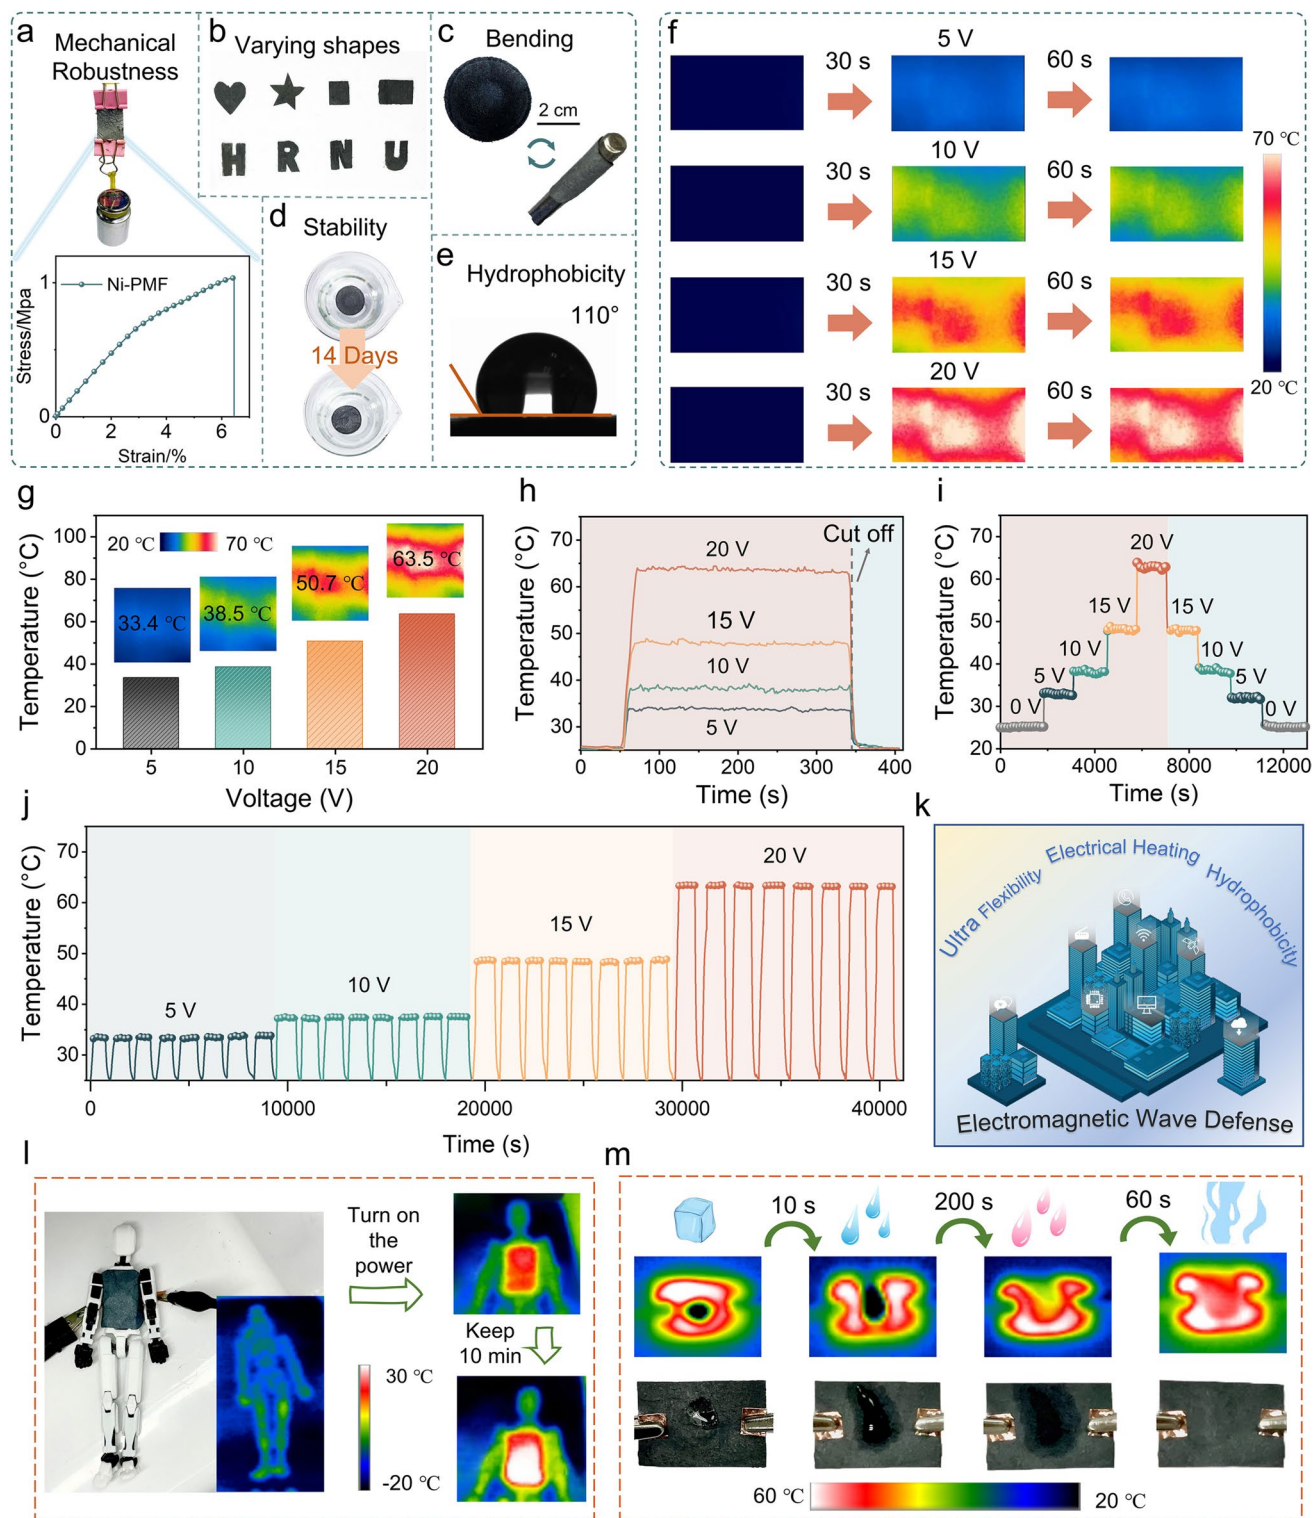 a
Mechanical
Robustness
Stress/Mpa
1
0
Ni-PMF
0 2 4 6
Strain/%
b
Varying shapes
H R N U
c
Bending
2 cm
d
Stability
14 Days
e
Hydrophobicity
110°
f
5 V
30 s
60 s
10 V
30 s
60 s
15 V
30 s
60 s
20 V
30 s
60 s
70 ℃
20 ℃
g
Temperature (°C)
100
80
60
40
20
0
20 ℃ 70 ℃
33.4 ℃
38.5 ℃
50.7 ℃
63.5 ℃
5 10 15 20
Voltage (V)
h
Temperature (°C)
70
60
50
40
30
Cut off
20 V
15 V
10 V
5 V
0 100 200 300 400
Time (s)
i
Temperature (°C)
70
60
50
40
30
20
0 V
5 V
10 V
15 V
20 V
15 V
10 V
5 V
0 V
0 4000 8000 12000
Time (s)
j
Temperature (°C)
70
60
50
40
30
5 V
10 V
15 V
20 V
0 10000 20000 30000 40000
Time (s)
k
Ultra Flexibility
Electrical Heating
Hydrophobicity
Electromagnetic Wave Defense
l
Turn on
the
power
Keep
10 min
30 ℃
-20 ℃
m
10 s
200 s
60 s
60 ℃
20 ℃